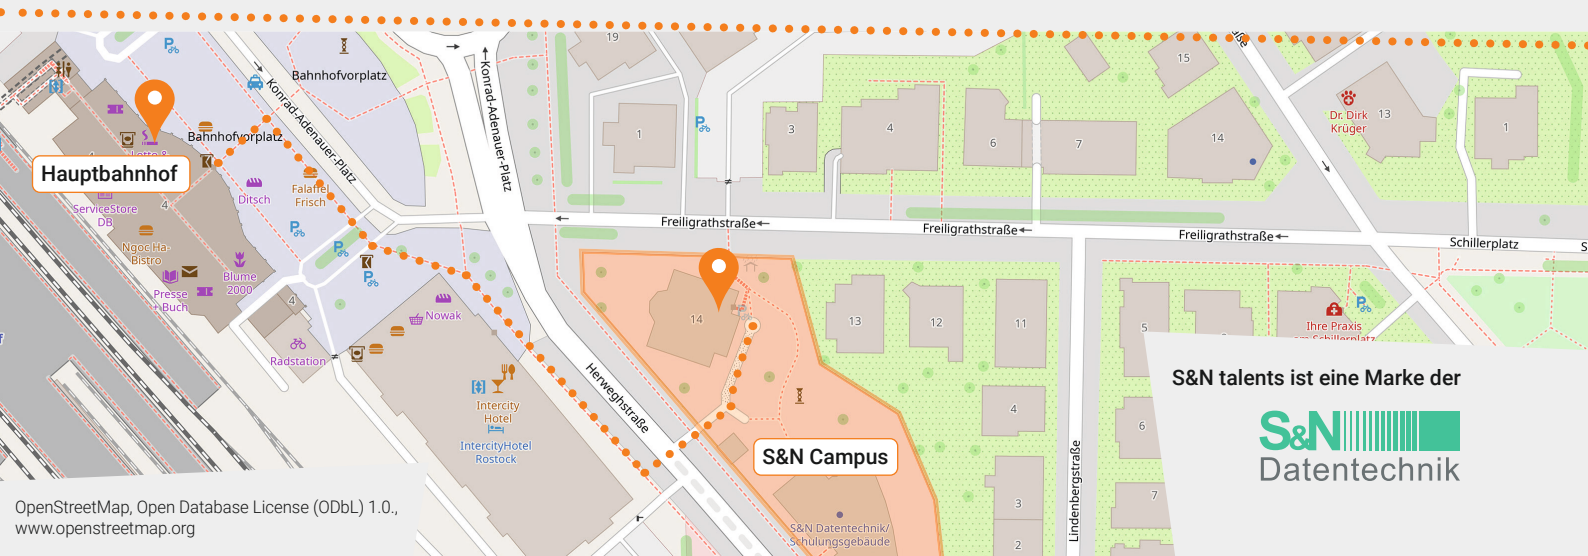 19
15
Bahnhofvorplatz
Konrad-Adenauer-Platz
Konrad-Adenauer-Platz
Bahnhofvorplatz
Hauptbahnhof
4
ServiceStore
DB
Ditsch
Falaffel
Frisch
Ngoc Ha-
Bistro
Presse
+ Buch
Blume
2000
4
Radstation
Nowak
Intercity
Hotel
IntercityHotel
Rostock
1
3
4
6
7
14
Dr. Dirk
Krüger
13
1
Freiligrathstraße
Freiligrathstraße
Freiligrathstraße
Schillerplatz
S
14
13
12
11
5
Ihre Praxis
4
6
3
7
2
Herweghstraße
Lindenbergstraße
S&N Campus
S&N Datentechnik/
Schulungsgebäude
S&N talents ist eine Marke der
S&N
Datentechnik
OpenStreetMap, Open Database License (ODbL) 1.0.,
www.openstreetmap.org